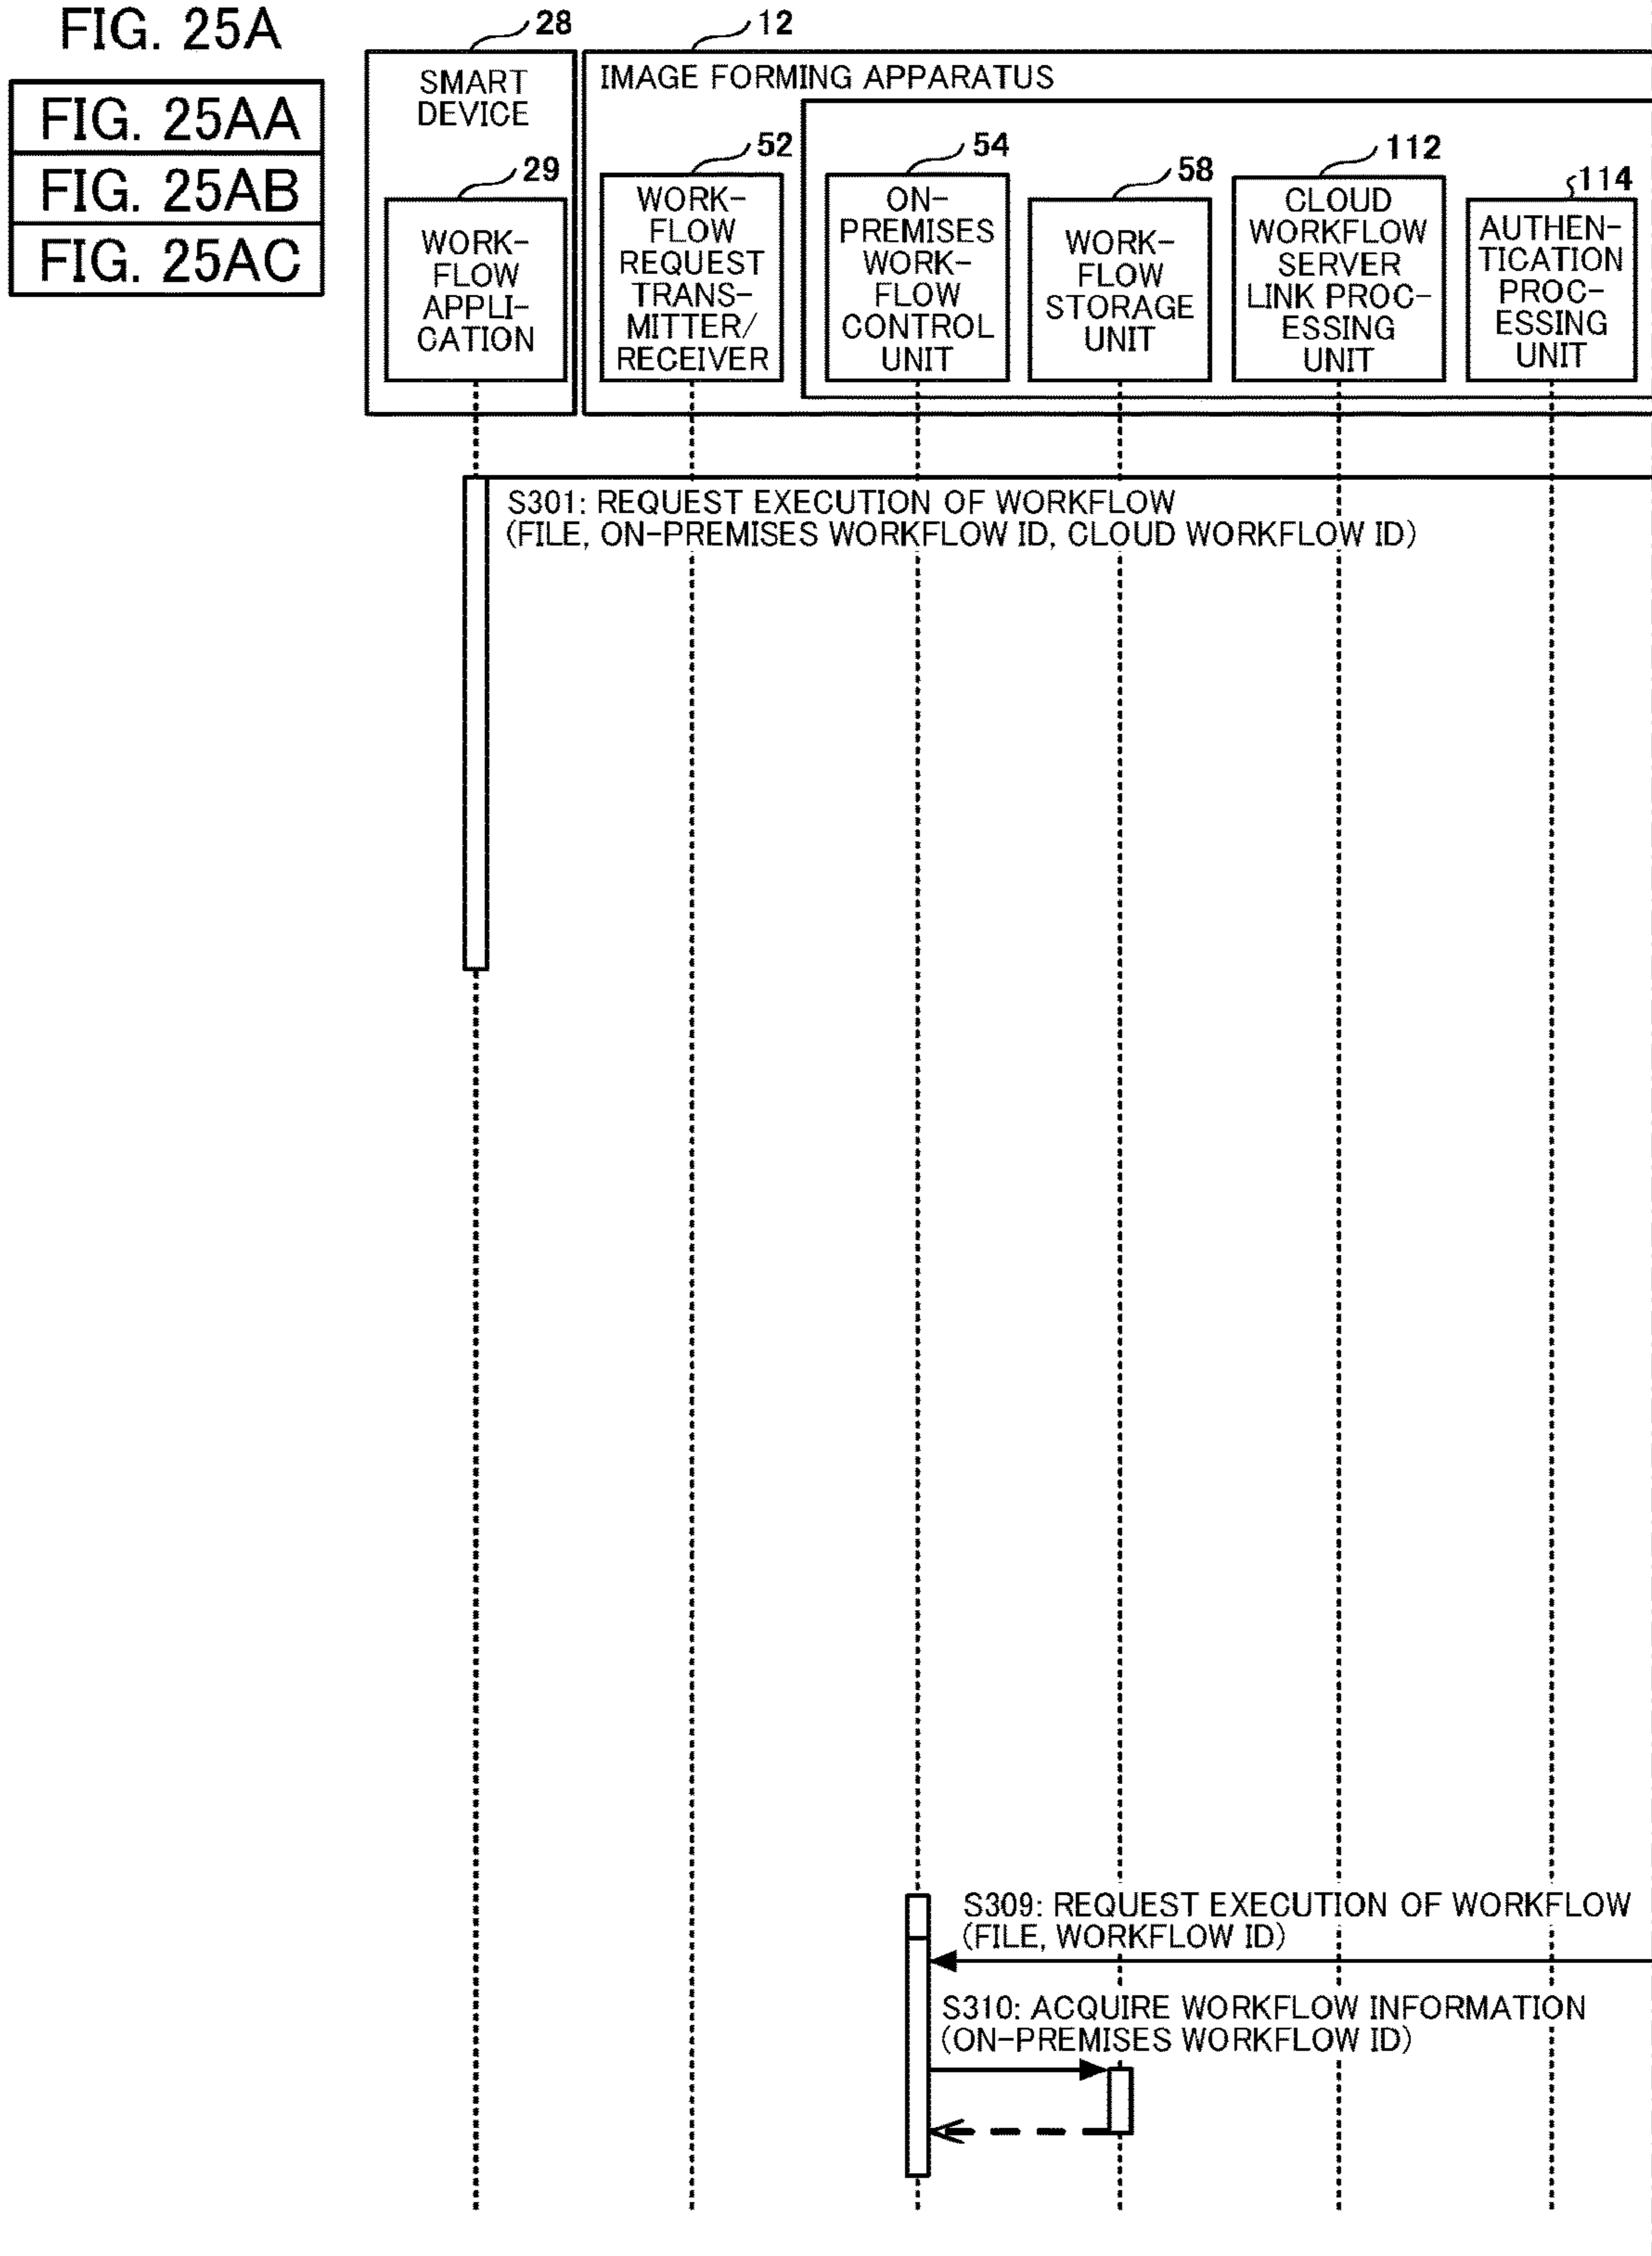 FIG. 25A
FIG. 25AA
FIG. 25AB
FIG. 25AC
28
12
SMART
DEVICE
IMAGE FORMING APPARATUS
29
WORK-
FLOW
APPLI-
CATION
52
WORK-
FLOW
REQUEST
TRANS-
MITTER/
RECEIVER
54
ON-
PREMISES
WORK-
FLOW
CONTROL
UNIT
58
WORK-
FLOW
STORAGE
UNIT
112
CLOUD
WORKFLOW
SERVER
LINK PROC-
ESSING
UNIT
114
AUTHEN-
TICATION
PROC-
ESSING
UNIT
S301: REQUEST EXECUTION OF WORKFLOW
(FILE, ON-PREMISES WORKFLOW ID, CLOUD WORKFLOW ID)
S309: REQUEST EXECUTION OF WORKFLOW
(FILE, WORKFLOW ID)
S310: ACQUIRE WORKFLOW INFORMATION
(ON-PREMISES WORKFLOW ID)